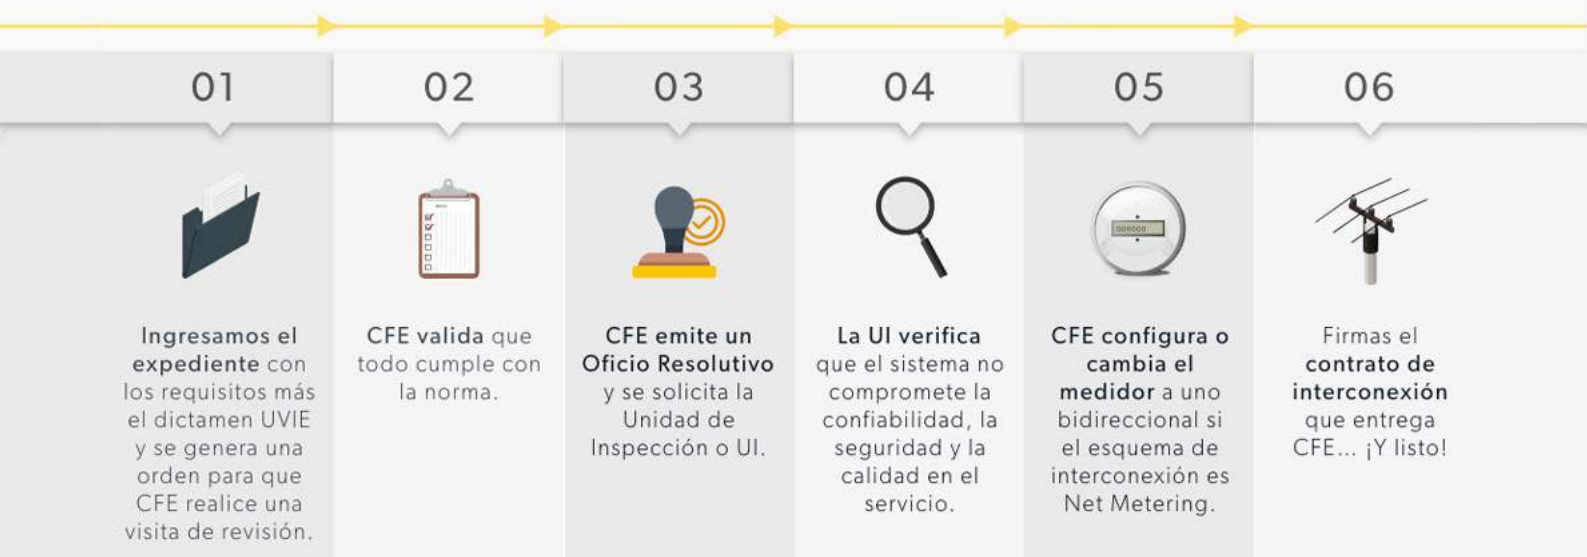 01
02
03
04
05
06
Ingresamos el
expediente con
los requisitos más
el dictamen UVIE
y se genera una
orden para que
CFE realice una
visita de revisión.
CFE valida que
todo cumple con
la norma.
CFE emite un
Oficio Resolutivo
y se solicita la
Unidad de
Inspección o UI.
La UI verifica
que el sistema no
compromete la
confiabilidad, la
seguridad y la
calidad en el
servicio.
CFE configura o
cambia el
medidor a uno
bidireccional si
el esquema de
interconexión es
Net Metering.
Firmas el
contrato de
interconexión
que entrega
CFE... ¡Y listo!